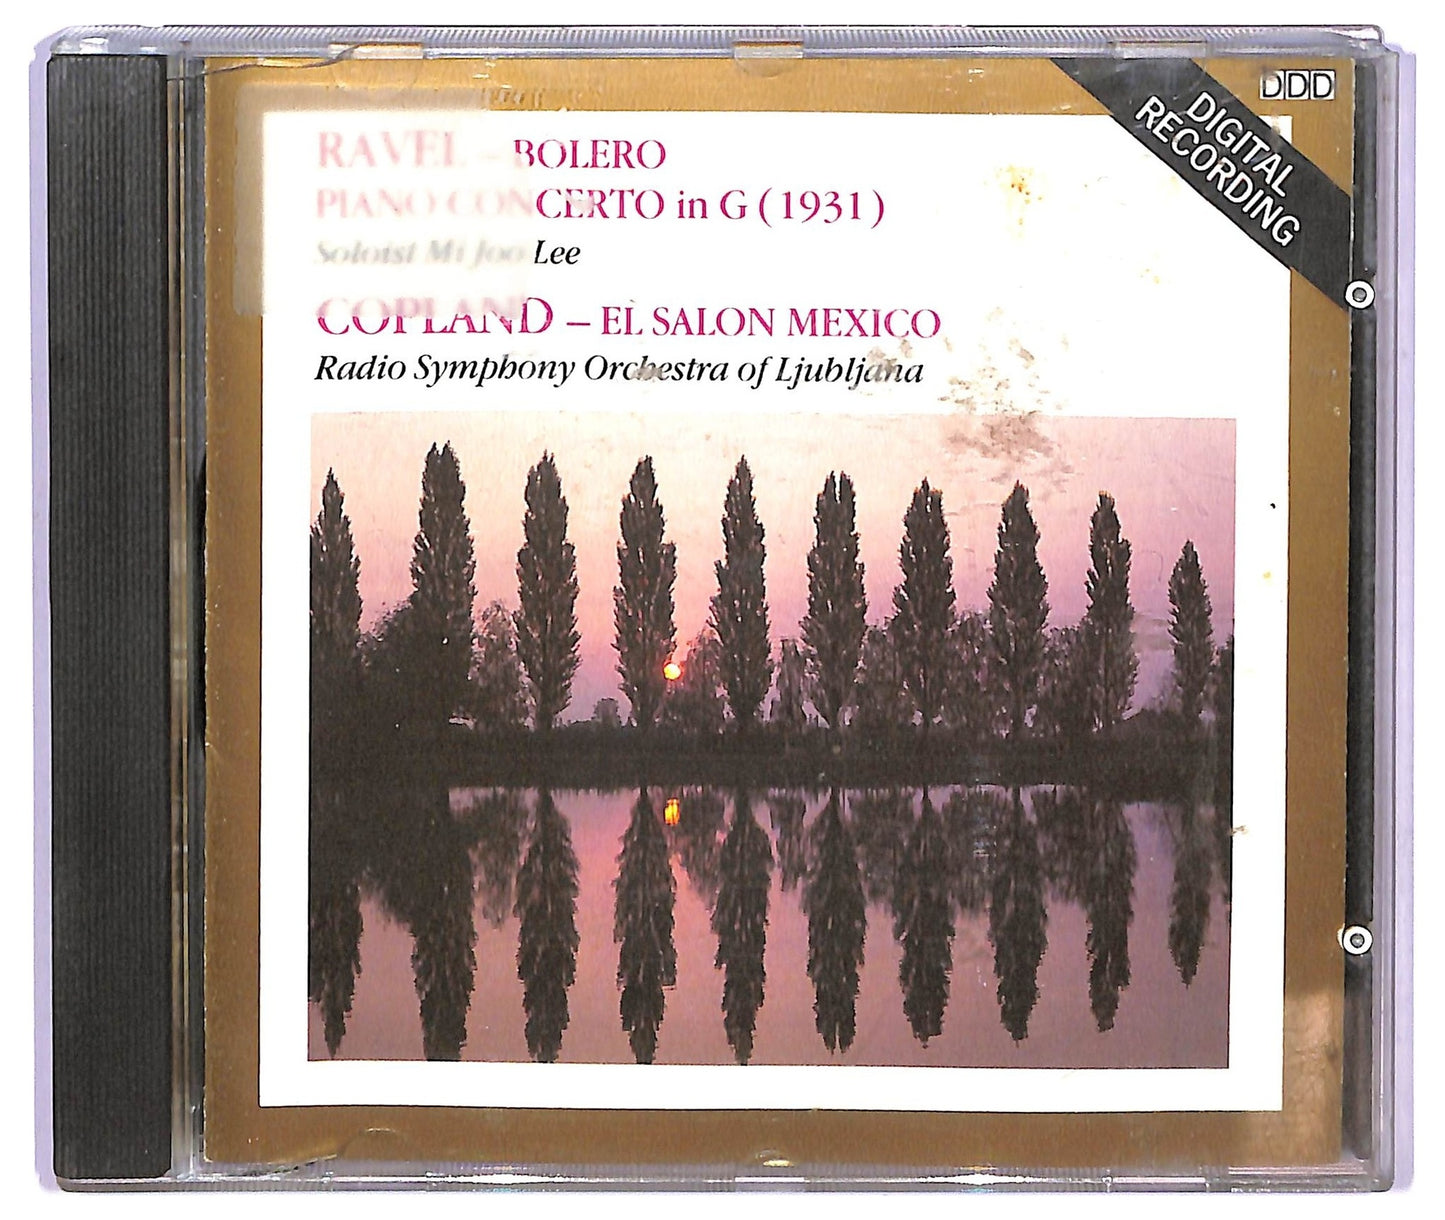 DDD
DIGITAL
RECORDING
RAVEL – BOLERO
PIANO CONCERTO in G (1931)
Soloist Mi Joo Lee
COPLAND – EL SALON MEXICO
Radio Symphony Orchestra of Ljubljana